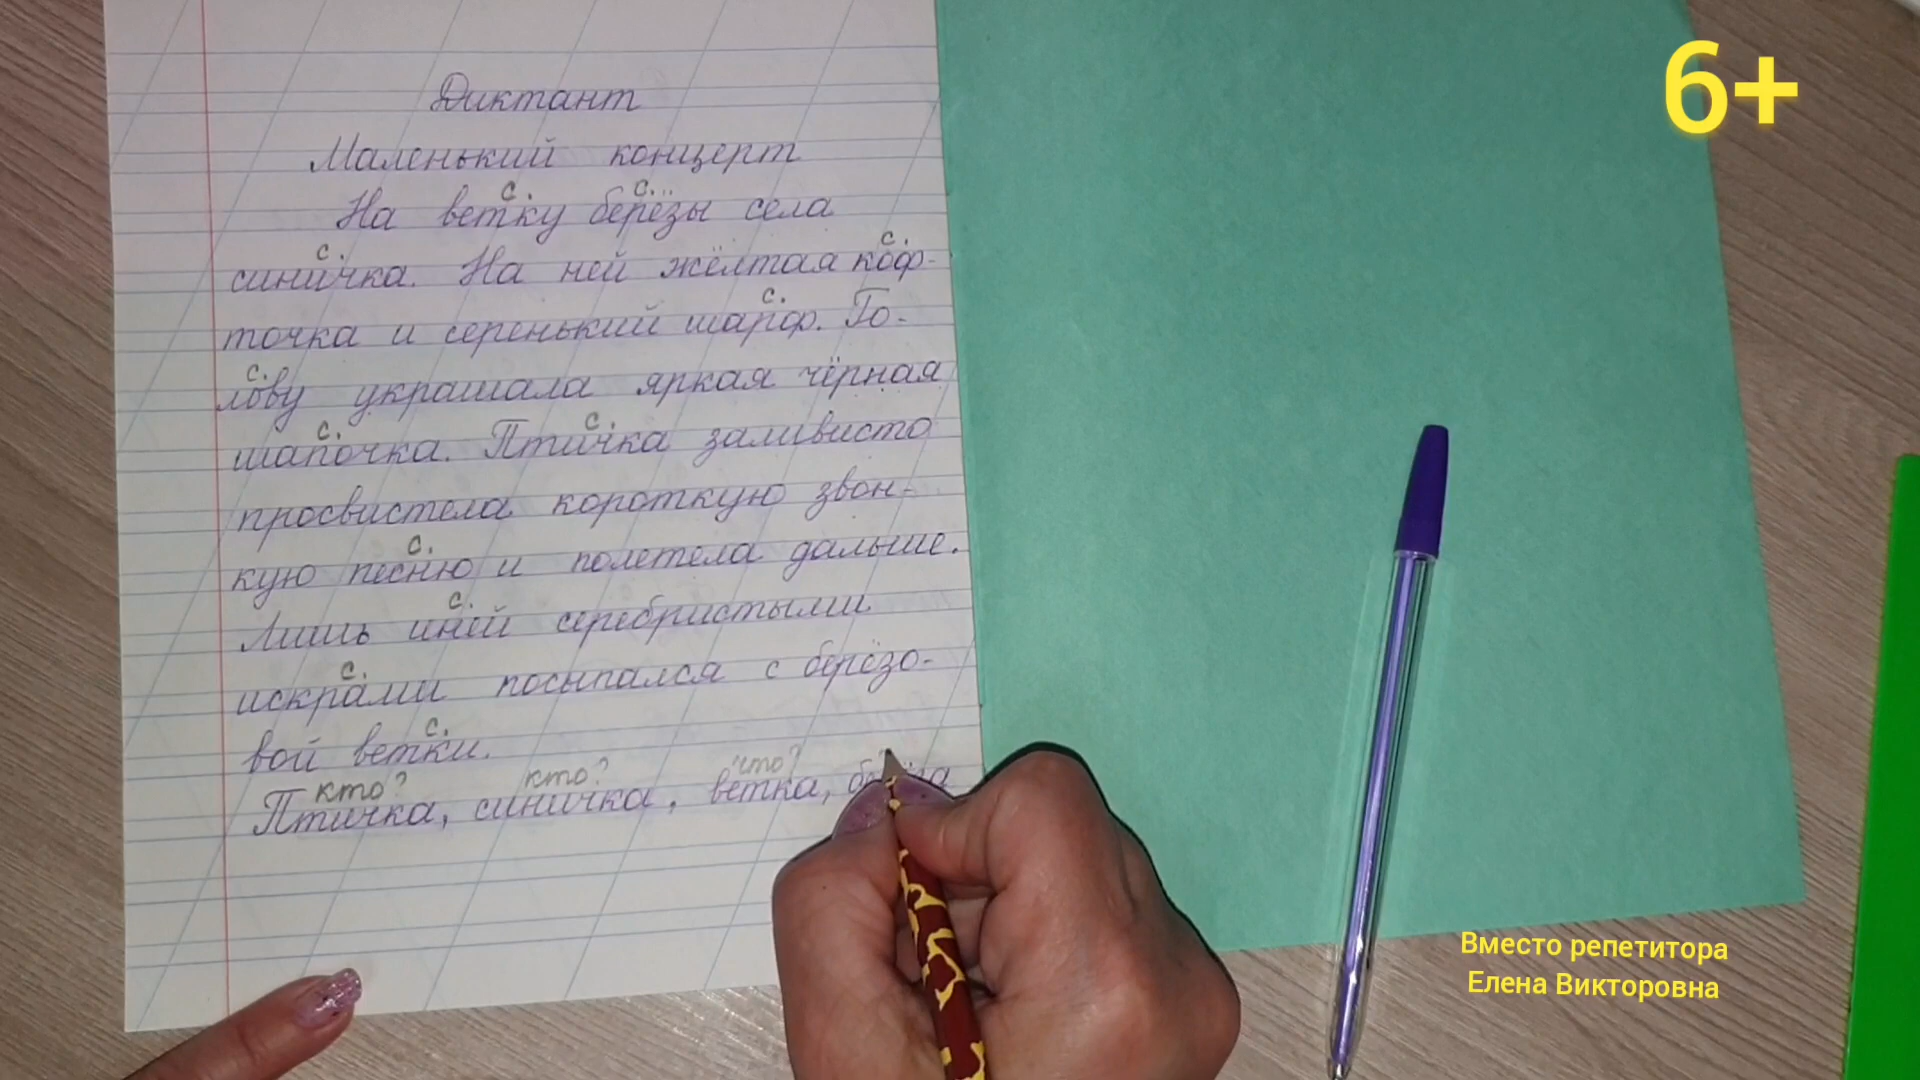 6+
Диктант
Маленький концерт
с. с.
На ветку берёзы села
с. с.
синичка. На ней жёлтая коф-
с.
точка и серенький шарф. Го-
с.
лову украшала яркая чёрная
с. с.
шапочка. Птичка заливисто
просвистела короткую звон-
с.
кую песню и полетела дальше.
с.
Лишь иней серебристыми
с.
искрами посыпался с берёзо-
с.
вой ветки.
кто? кто? что?
Птичка, синичка, ветка,
Вместо репетитора
Елена Викторовна